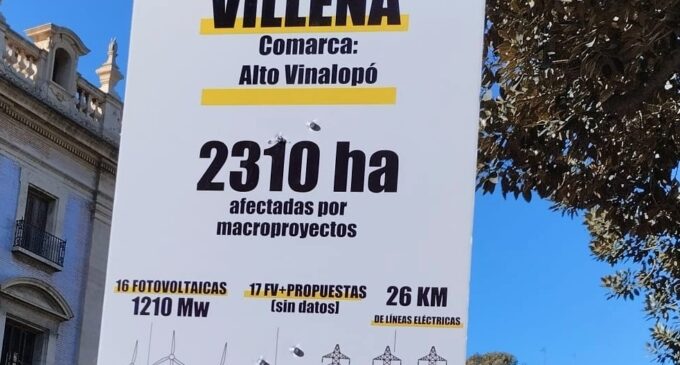 VILLENA
Comarca:
Alto Vinalopó
2310 ha
afectadas por
macroproyectos
16 FOTOVOLTAICAS
1210 Mw
17 FV+PROPUESTAS
[sin datos]
26 KM
DE LÍNEAS ELÉCTRICAS